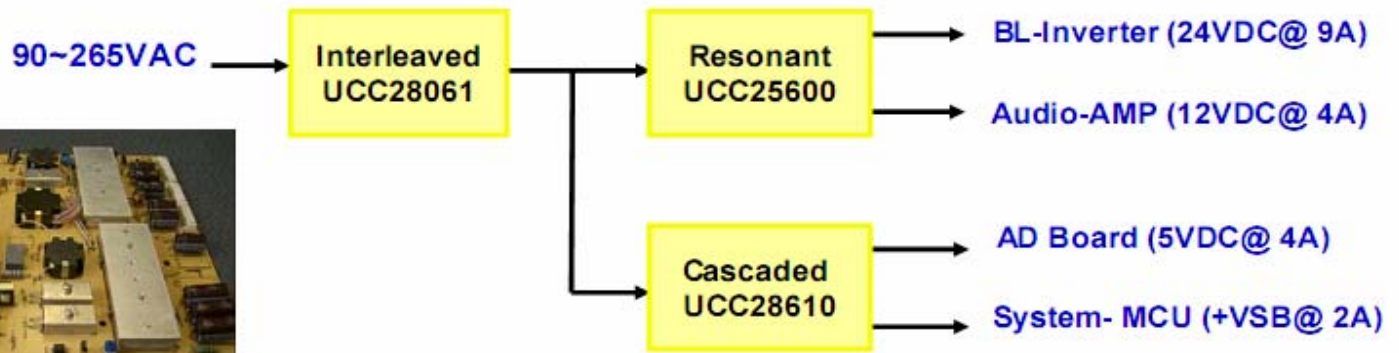 90~265VAC
Interleaved
UCC28061
Resonant
UCC25600
BL-Inverter (24VDC@ 9A)
Audio-AMP (12VDC@ 4A)
Cascaded
UCC28610
AD Board (5VDC@ 4A)
System- MCU (+VSB@ 2A)